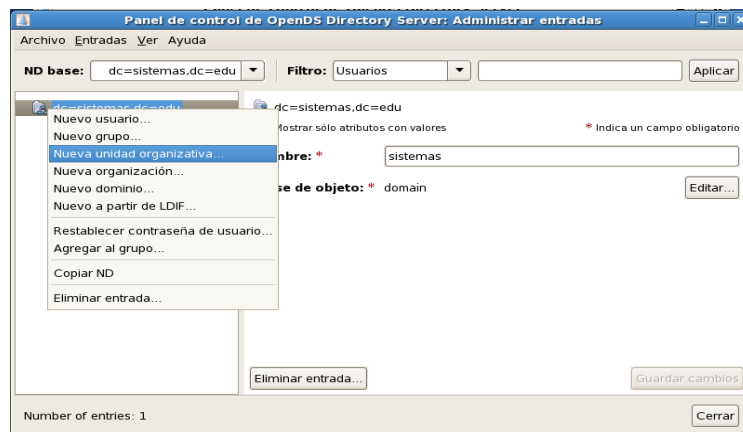 Panel de control de OpenDS Directory Server: Administrar entradas
Archivo Entradas Ver Ayuda
ND base: dc=sistemas,dc=edu Filtro: Usuarios Aplicar
dc=sistemas,dc=edu dc=sistemas,dc=edu
Nuevo usuario...
Mostrar sólo atributos con valores * Indica un campo obligatorio
Nuevo grupo...
Nueva unidad organizativa... * sistemas
Nueva organización...
Nuevo dominio... de objeto: * domain Editar...
Nuevo a partir de LDIF...
Restablecer contraseña de usuario...
Agregar al grupo...
Copiar ND
Eliminar entrada...
Eliminar entrada... Guardar cambios
Number of entries: 1 Cerrar